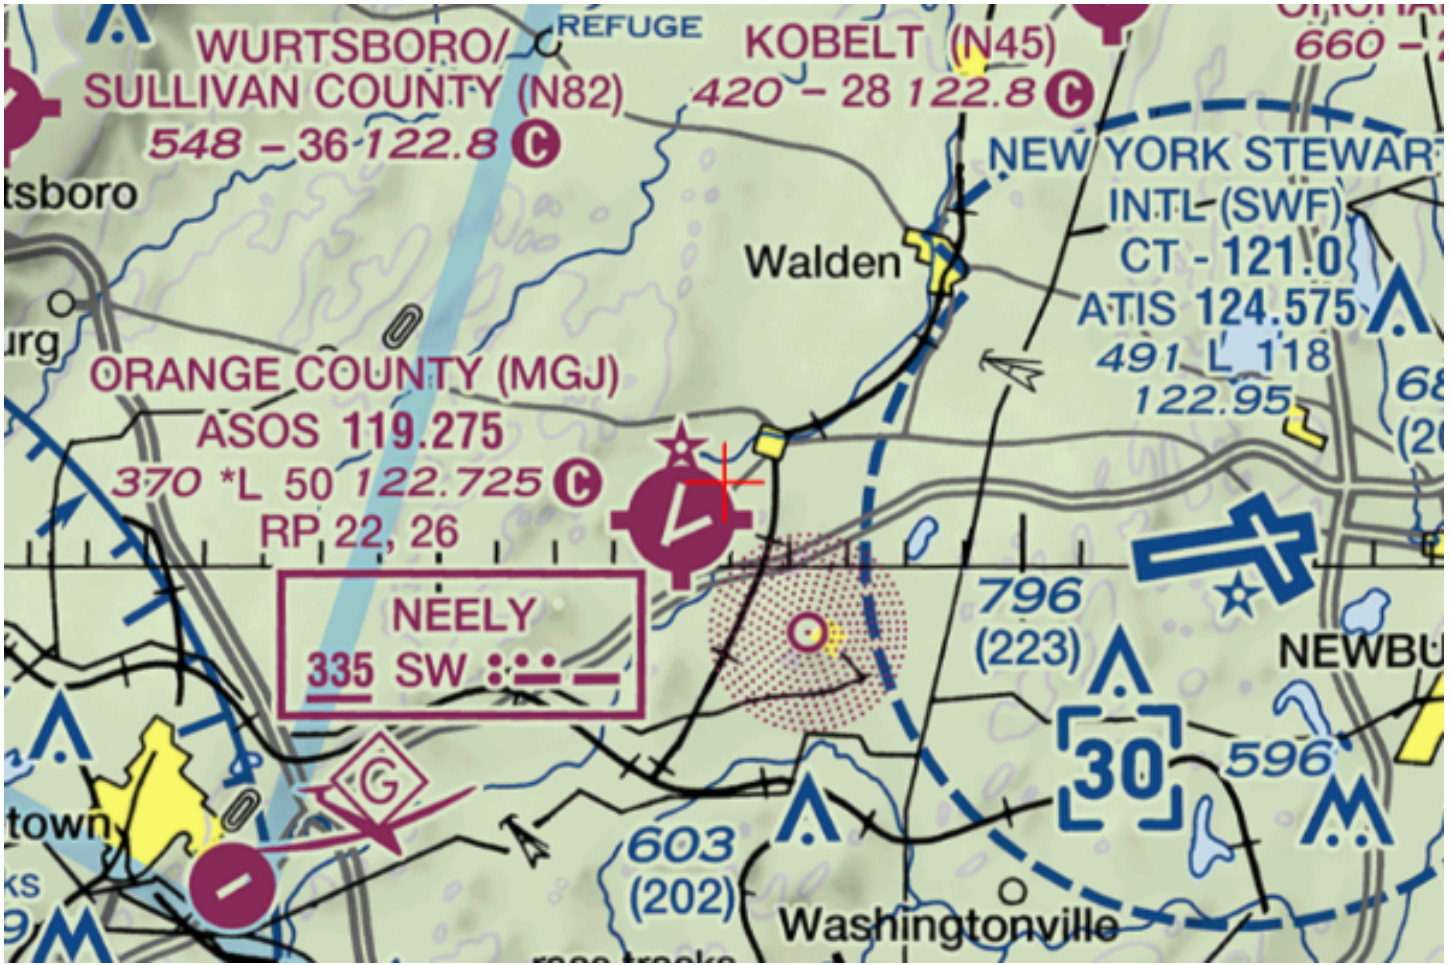 REFUGE
WURTSBORO/
SULLIVAN COUNTY (N82)
548 – 36 122.8 C
KOBELT (N45)
420 – 28 122.8 C
660 –
tsboro
NEW YORK STEWART
INTL (SWF)
CT - 121.0
ATIS 124.575
491 L 118
122.95
Walden
urg
ORANGE COUNTY (MGJ)
ASOS 119.275
370 *L 50 122.725 C
RP 22, 26
NEELY
335 SW
796
(223)
NEWBU
30
596
G
town
603
(202)
Washingtonville
race tracks